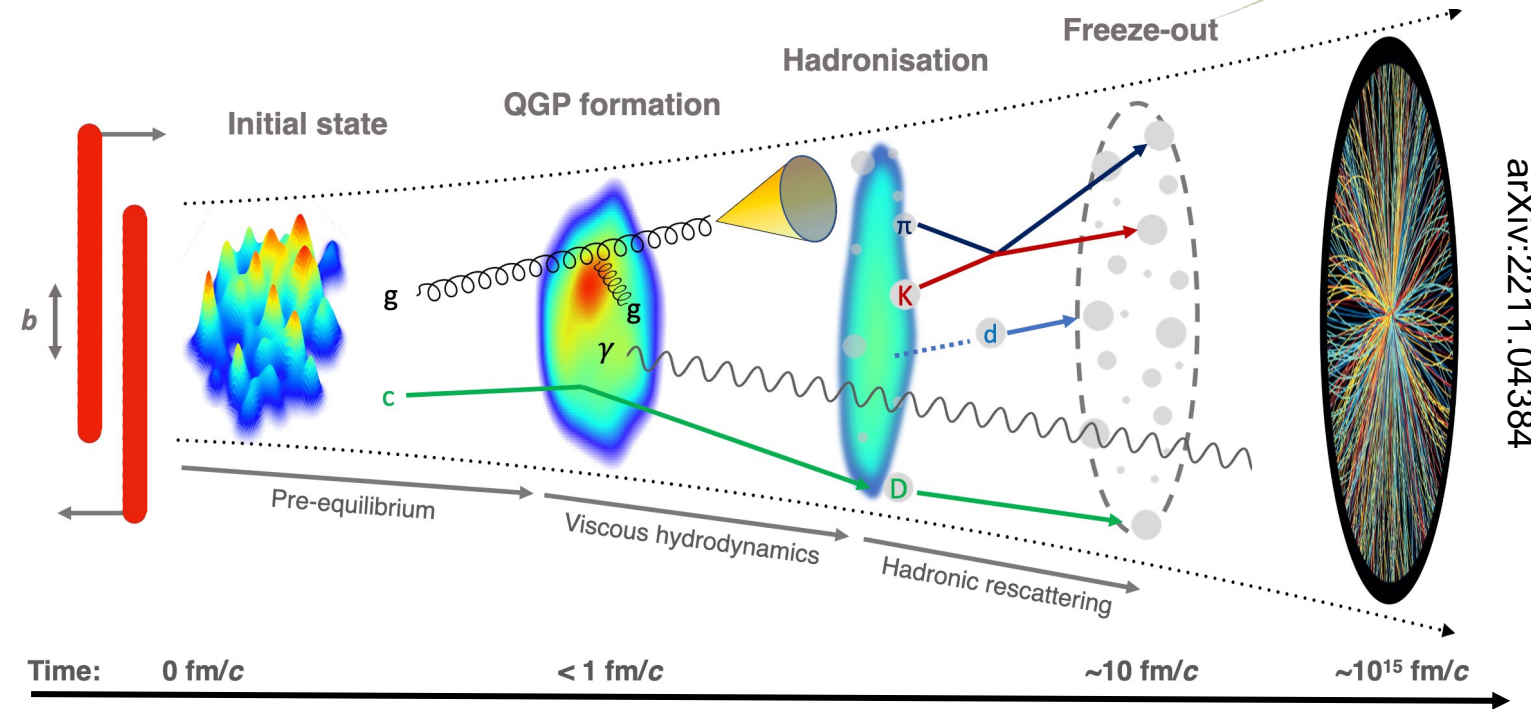 Freeze-out
Hadronisation
QGP formation
Initial state
b
g
g
γ
c
π
K
d
D
Pre-equilibrium
Viscous hydrodynamics
Hadronic rescattering
Time: 0 fm/c < 1 fm/c ~10 fm/c ~10¹⁵ fm/c
arXiv:2211.04384